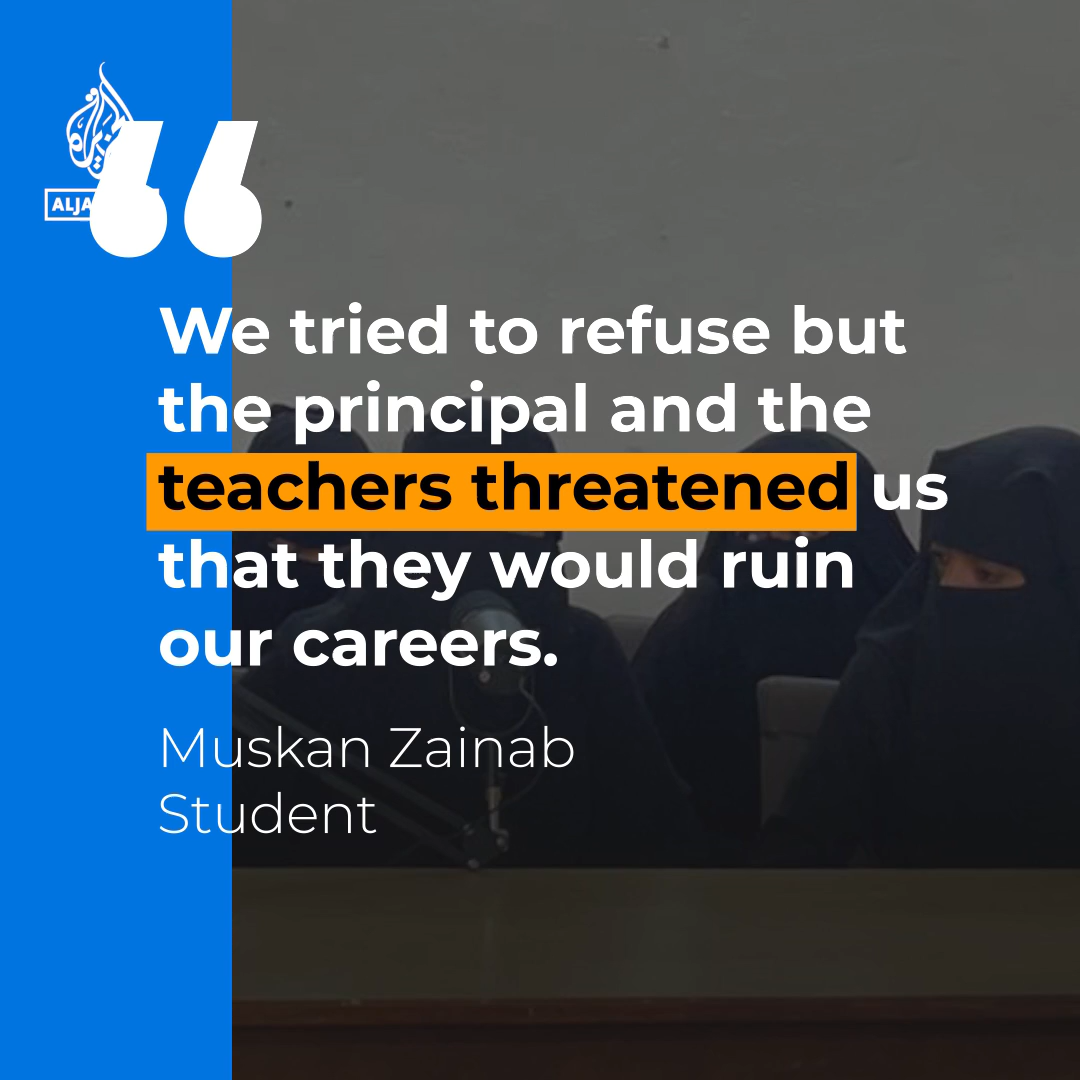 ALJA
We tried to refuse but
the principal and the
teachers threatened us
that they would ruin
our careers.
Muskan Zainab
Student